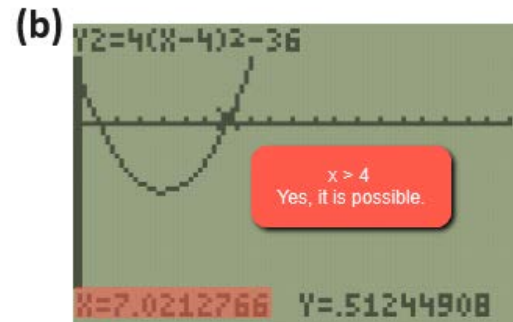 (b)
Y2=4(X-4)2-36
x > 4
Yes, it is possible.
X=7.0212766 Y=.51244908